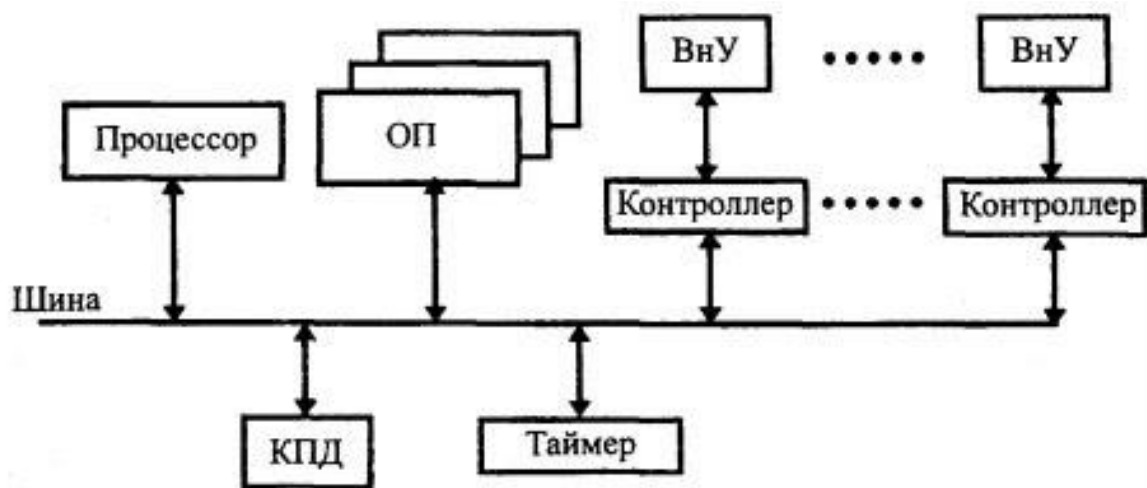 ВнУ
ВнУ
Процессор
ОП
Контроллер
Контроллер
Шина
КПД
Таймер